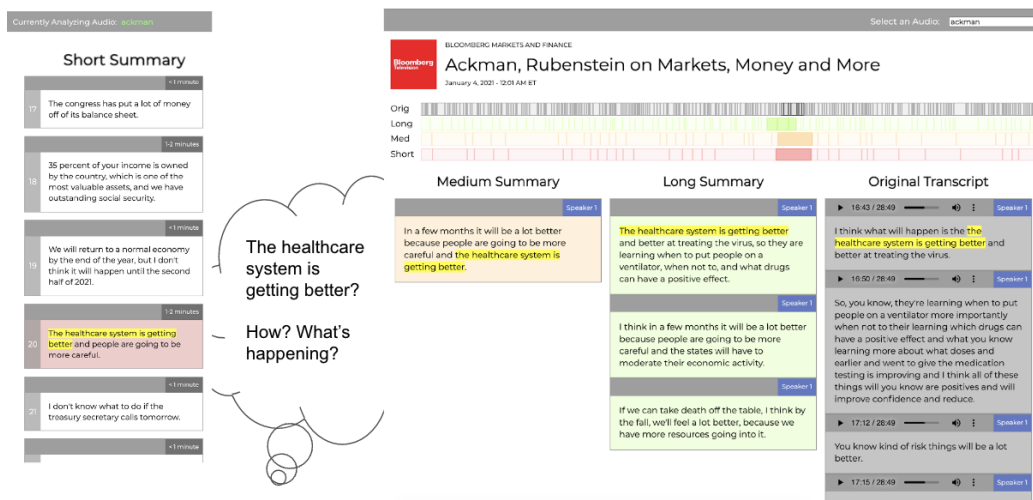 Currently Analyzing Audio: ackman
Short Summary
<1 minute
17
The congress has put a lot of money
off of its balance sheet.
1-2 minutes
18
35 percent of your income is owned
by the country, which is one of the
most valuable assets, and we have
outstanding social security.
<1 minute
19
We will return to a normal economy
by the end of the year, but I don't
think it will happen until the second
half of 2021.
1-2 minutes
20
The healthcare system is getting
better and people are going to be
more careful.
<1 minute
21
I don't know what to do if the
treasury secretary calls tomorrow.
<1 minute
The healthcare
system is
getting better?
How? What's
happening?
Select an Audio: ackman
Bloomberg
Television
BLOOMBERG MARKETS AND FINANCE
Ackman, Rubenstein on Markets, Money and More
January 4, 2021 - 12:01 AM ET
Orig
Long
Med
Short
Medium Summary
Speaker 1
In a few months it will be a lot better
because people are going to be more
careful and the healthcare system is
getting better.
Long Summary
Speaker 1
The healthcare system is getting better
and better at treating the virus, so they are
learning when to put people on a
ventilator, when not to, and what drugs
can have a positive effect.
Speaker 1
I think in a few months it will be a lot better
because people are going to be more
careful and the states will have to
moderate their economic activity.
Speaker 1
If we can take death off the table, I think by
the fall, we'll feel a lot better, because we
have more resources going into it.
Original Transcript
16:43 / 28:49
Speaker 1
I think what will happen is the the
healthcare system is getting better and
better at treating the virus.
16:50 / 28:49
Speaker 1
So, you know, they're learning when to put
people on a ventilator more importantly
when not to their learning which drugs can
have a positive effect and what you know
learning more about what doses and
earlier and went to give the medication
testing is improving and I think all of these
things will you know are positives and will
improve confidence and reduce.
17:12 / 28:49
Speaker 1
You know kind of risk things will be a lot
better.
17:15 / 28:49
Speaker 1